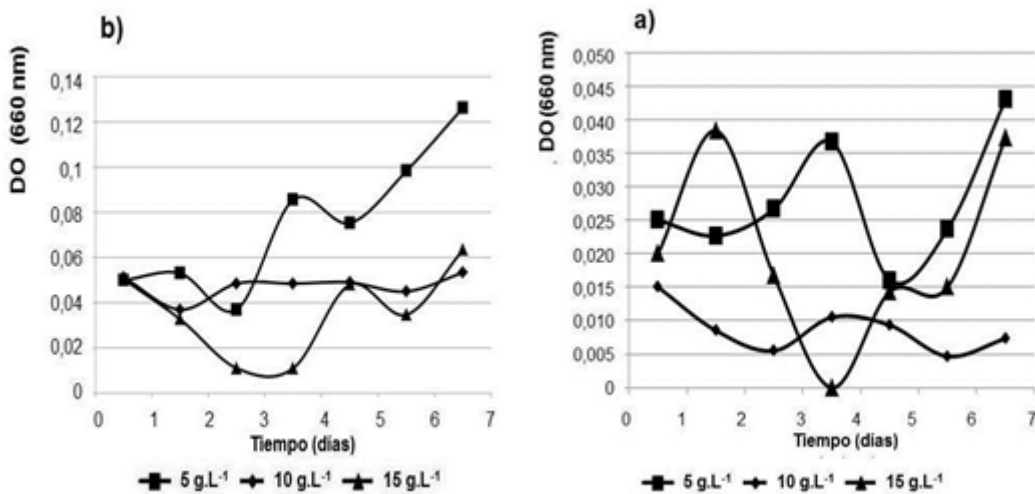 b)
DO (660 nm)
0,14
0,12
0,1
0,08
0,06
0,04
0,02
0
0 1 2 3 4 5 6 7
Tiempo (dias)
5 g.L⁻¹ 10 g.L⁻¹ 15 g.L⁻¹
a)
DO (660 nm)
0,050
0,045
0,040
0,035
0,030
0,025
0,020
0,015
0,010
0,005
0
0 1 2 3 4 5 6 7
Tiempo (dias)
5 g.L⁻¹ 10 g.L⁻¹ 15 g.L⁻¹